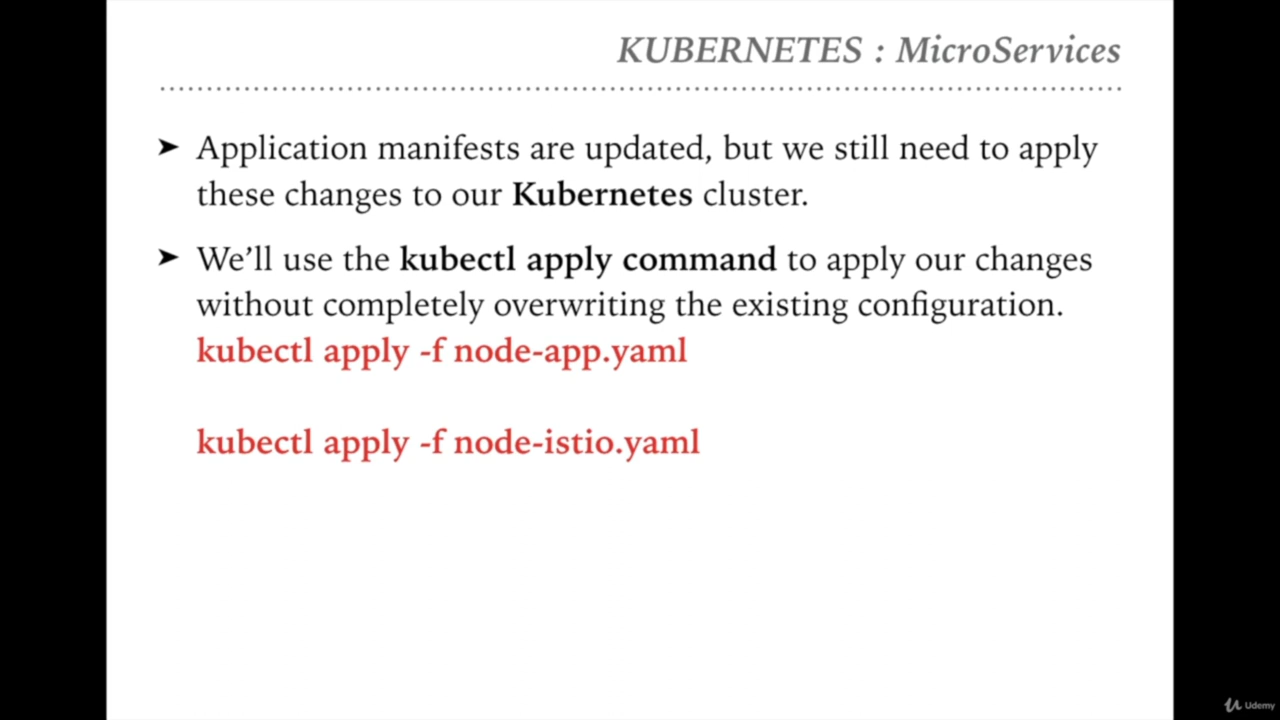 KUBERNETES : MicroServices
➤ Application manifests are updated, but we still need to apply
these changes to our Kubernetes cluster.
➤ We’ll use the kubectl apply command to apply our changes
without completely overwriting the existing configuration.
kubectl apply -f node-app.yaml
kubectl apply -f node-istio.yaml
Udemy